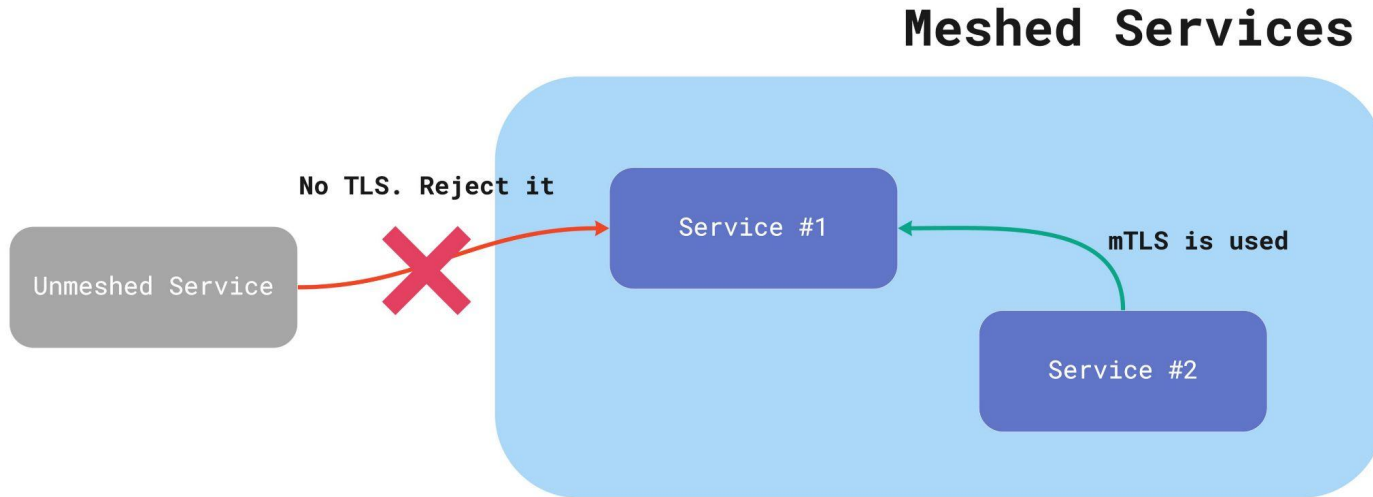 Meshed Services
No TLS. Reject it
Service #1
mTLS is used
Unmeshed Service
Service #2